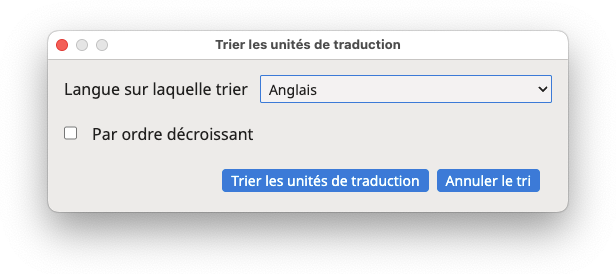 Trier les unités de traduction
Langue sur laquelle trier Anglais
Par ordre décroissant
Trier les unités de traduction Annuler le tri